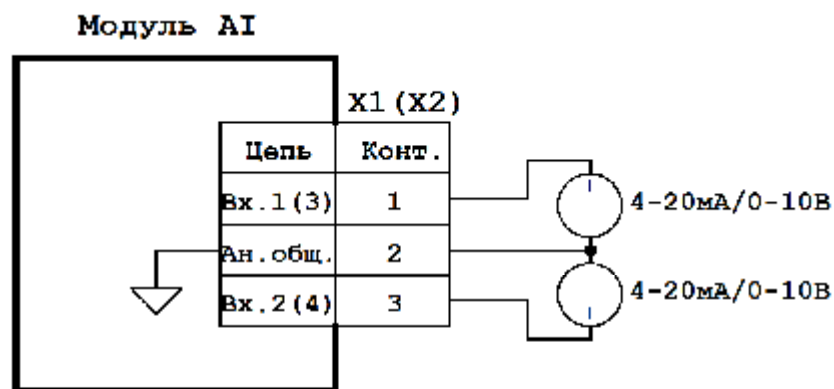 Модуль AI
X1(X2)
Цепь Конт.
Вх.1(3) 1
4-20мА/0-10В
Ан.общ. 2
Вх.2(4) 3
4-20мА/0-10В